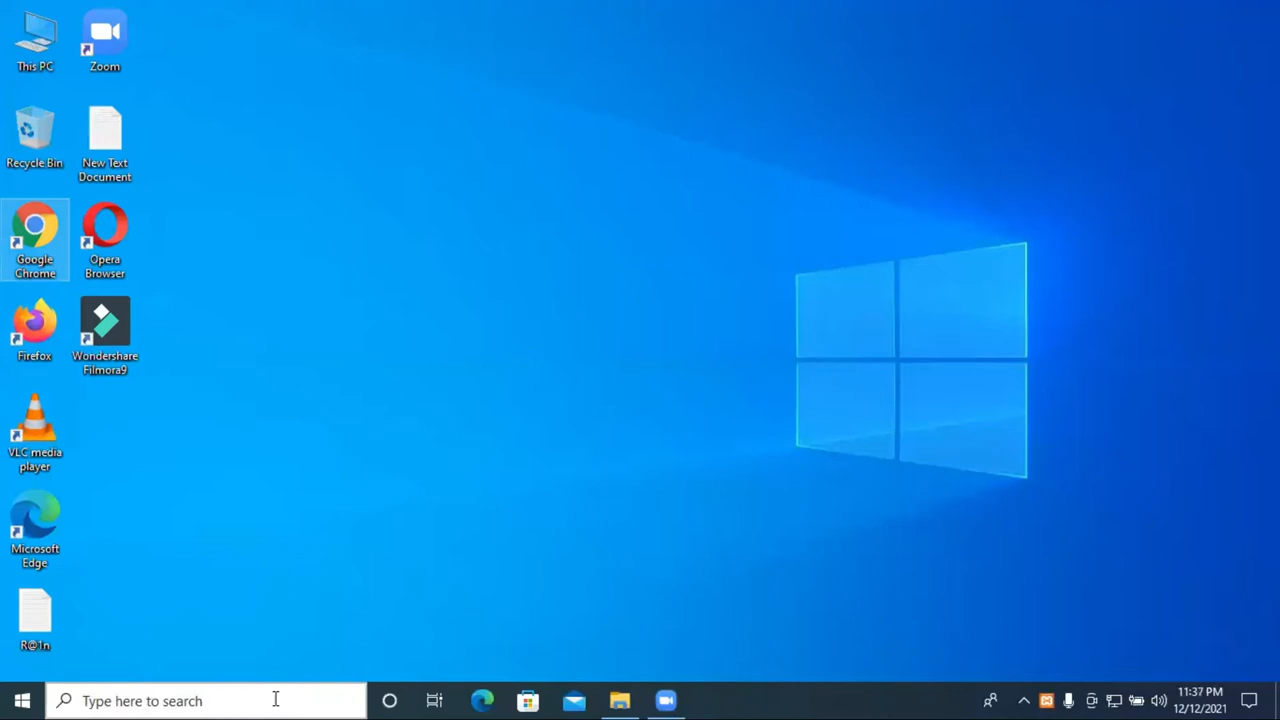 This PC
Zoom
Recycle Bin
New Text
Document
Google
Chrome
Opera
Browser
Firefox
Wondershare
Filmora9
VLC media
player
Microsoft
Edge
R@1n
Type here to search
11:37 PM
12/12/2021